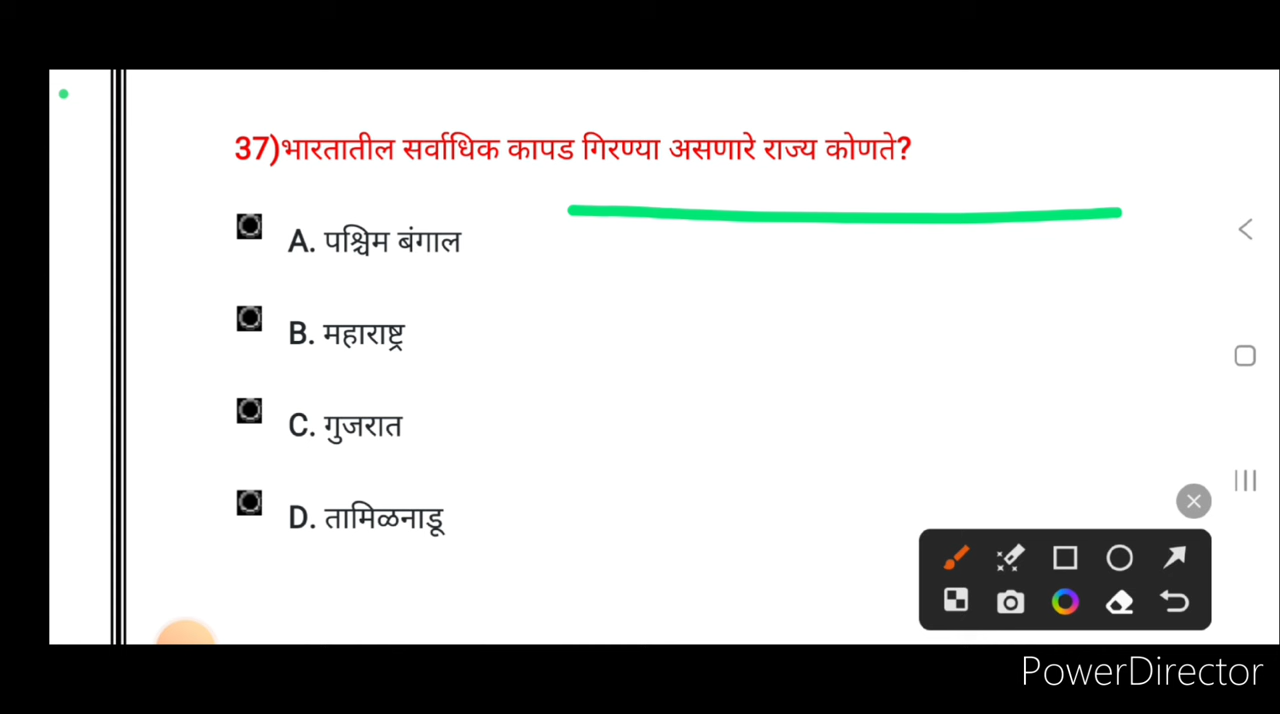 37)भारतातील सर्वाधिक कापड गिरण्या असणारे राज्य कोणते?
A. पश्चिम बंगाल
B. महाराष्ट्र
C. गुजरात
D. तामिळनाडू
PowerDirector